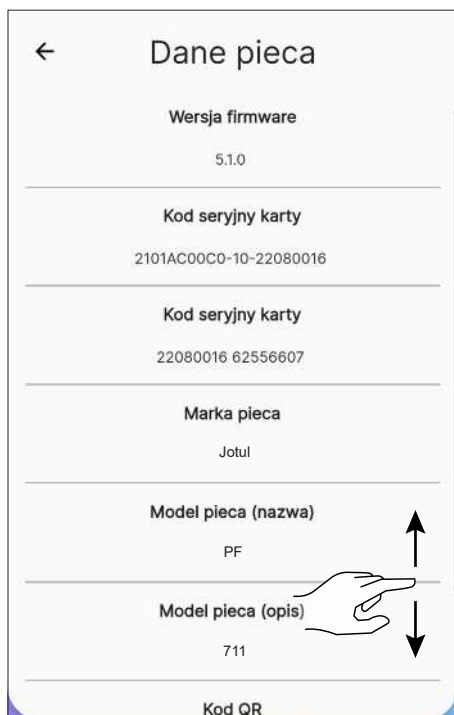 Dane pieca
Wersja firmware
5.1.0
Kod seryjny karty
2101AC00C0-10-22080016
Kod seryjny karty
22080016 62556607
Marka pieca
Jotul
Model pieca (nazwa)
PF
Model pieca (opis)
711
Kod QR